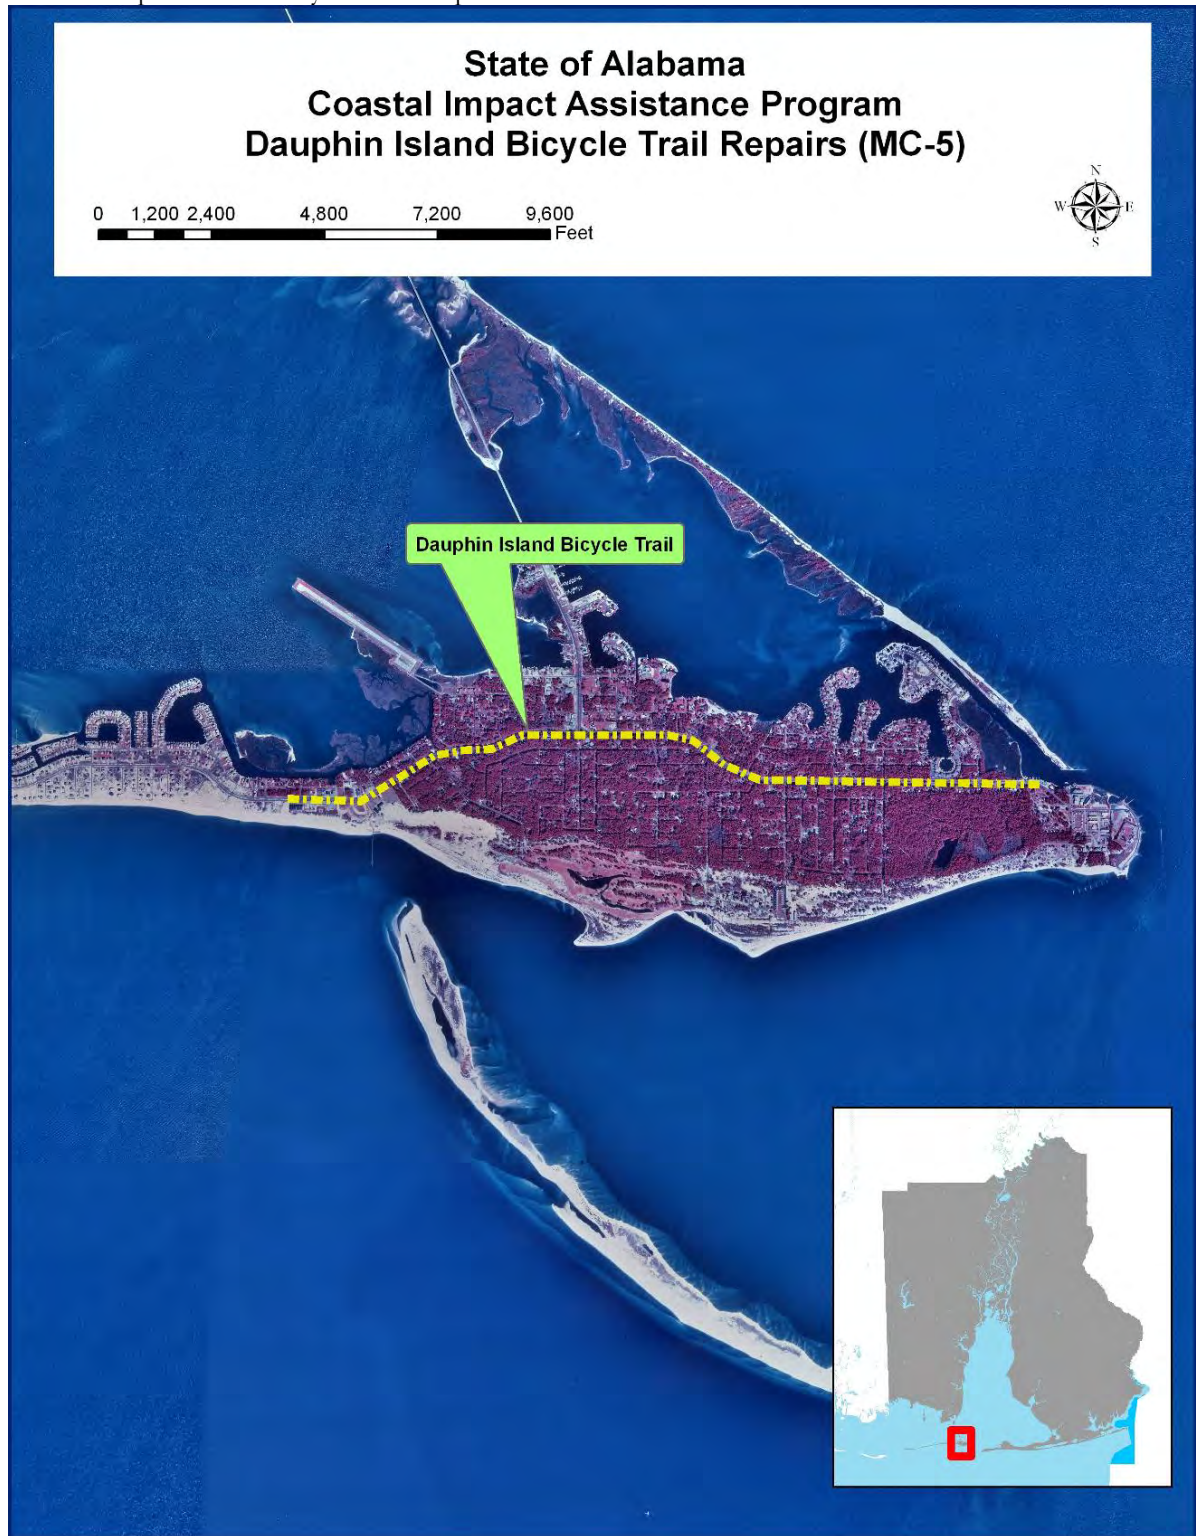 State of Alabama
Coastal Impact Assistance Program
Dauphin Island Bicycle Trail Repairs (MC-5)
N
0 1,200 2,400 4,800 7,200 9,600
W E
Feet
S
Dauphin Island Bicycle Trail